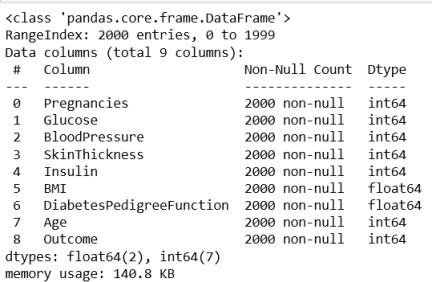 <class 'pandas.core.frame.DataFrame'>
RangeIndex: 2000 entries, 0 to 1999
Data columns (total 9 columns):
 #   Column                    Non-Null Count  Dtype
---  ------                    --------------  -----
 0   Pregnancies               2000 non-null   int64
 1   Glucose                   2000 non-null   int64
 2   BloodPressure             2000 non-null   int64
 3   SkinThickness             2000 non-null   int64
 4   Insulin                   2000 non-null   int64
 5   BMI                       2000 non-null   float64
 6   DiabetesPedigreeFunction  2000 non-null   float64
 7   Age                       2000 non-null   int64
 8   Outcome                   2000 non-null   int64
dtypes: float64(2), int64(7)
memory usage: 140.8 KB